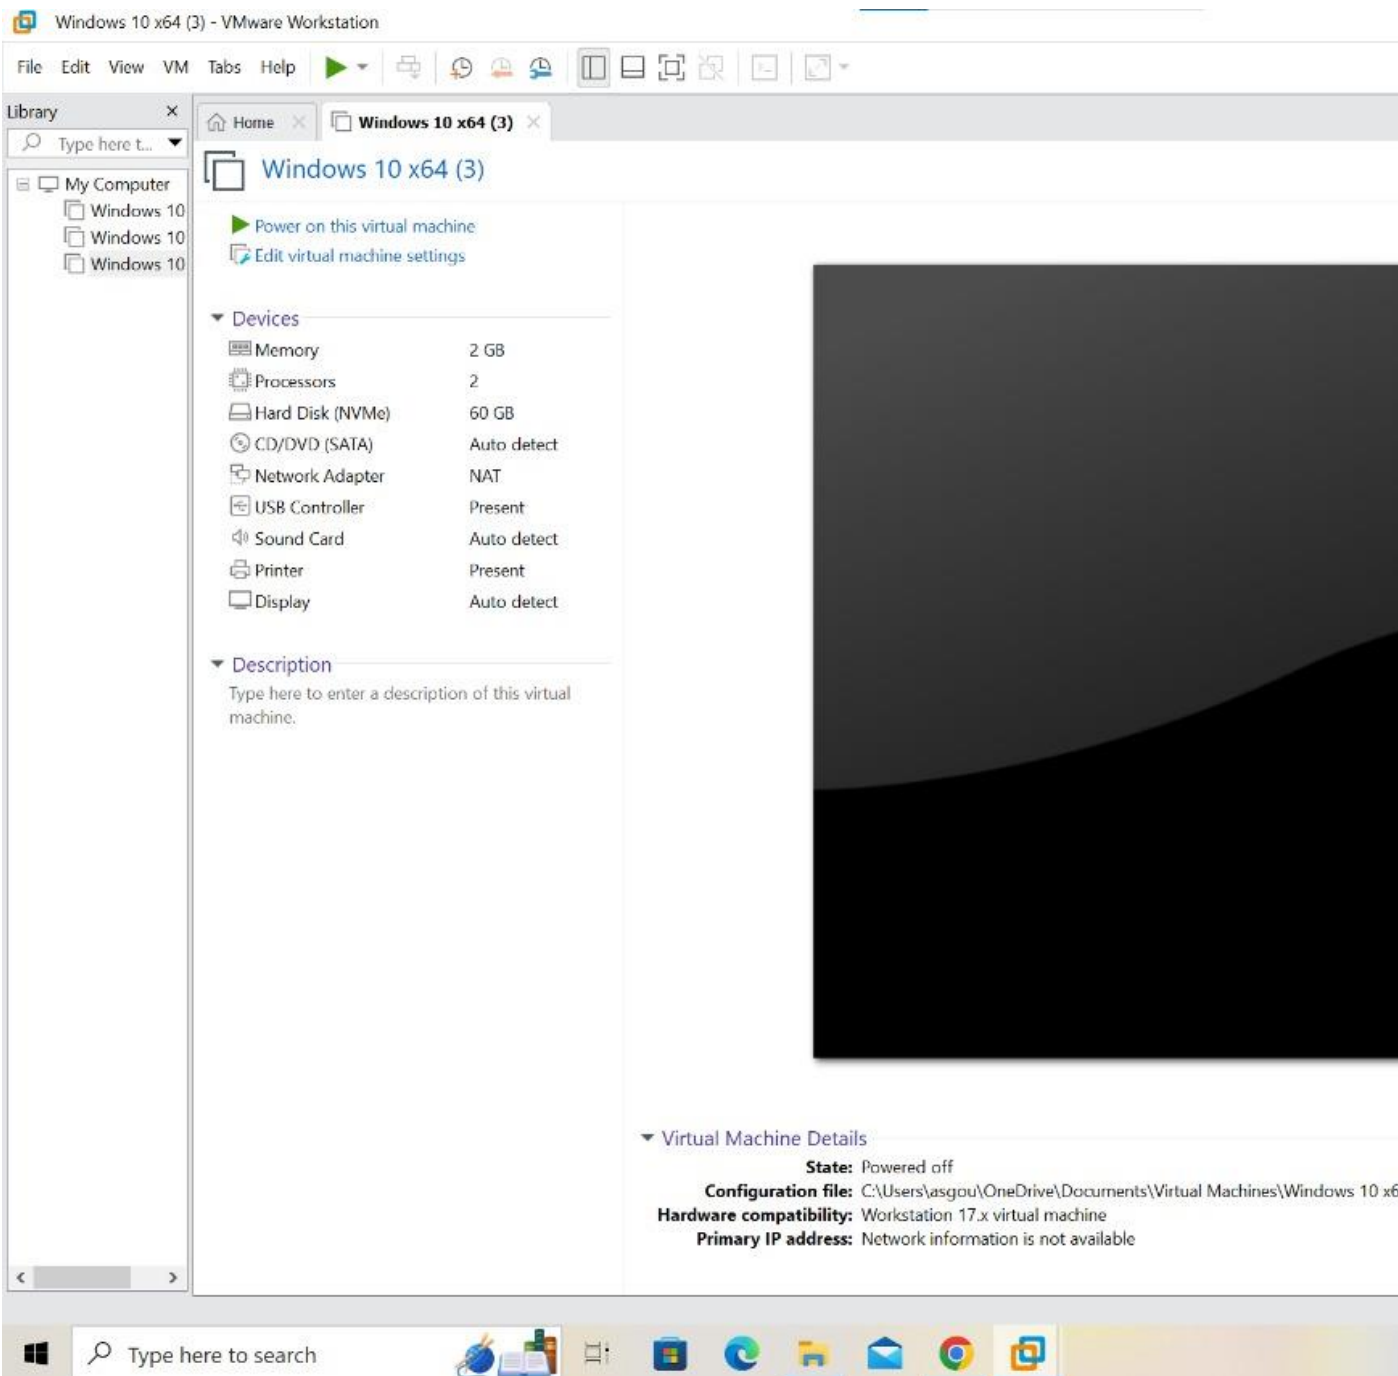 Windows 10 x64 (3) - VMware Workstation
File Edit View VM Tabs Help
Library
Type here t...
My Computer
Windows 10
Windows 10
Windows 10
Home
Windows 10 x64 (3)
Windows 10 x64 (3)
Power on this virtual machine
Edit virtual machine settings
Devices
Memory 2 GB
Processors 2
Hard Disk (NVMe) 60 GB
CD/DVD (SATA) Auto detect
Network Adapter NAT
USB Controller Present
Sound Card Auto detect
Printer Present
Display Auto detect
Description
Type here to enter a description of this virtual
machine.
Virtual Machine Details
State: Powered off
Configuration file: C:\Users\asgou\OneDrive\Documents\Virtual Machines\Windows 10 x6
Hardware compatibility: Workstation 17.x virtual machine
Primary IP address: Network information is not available
Type here to search